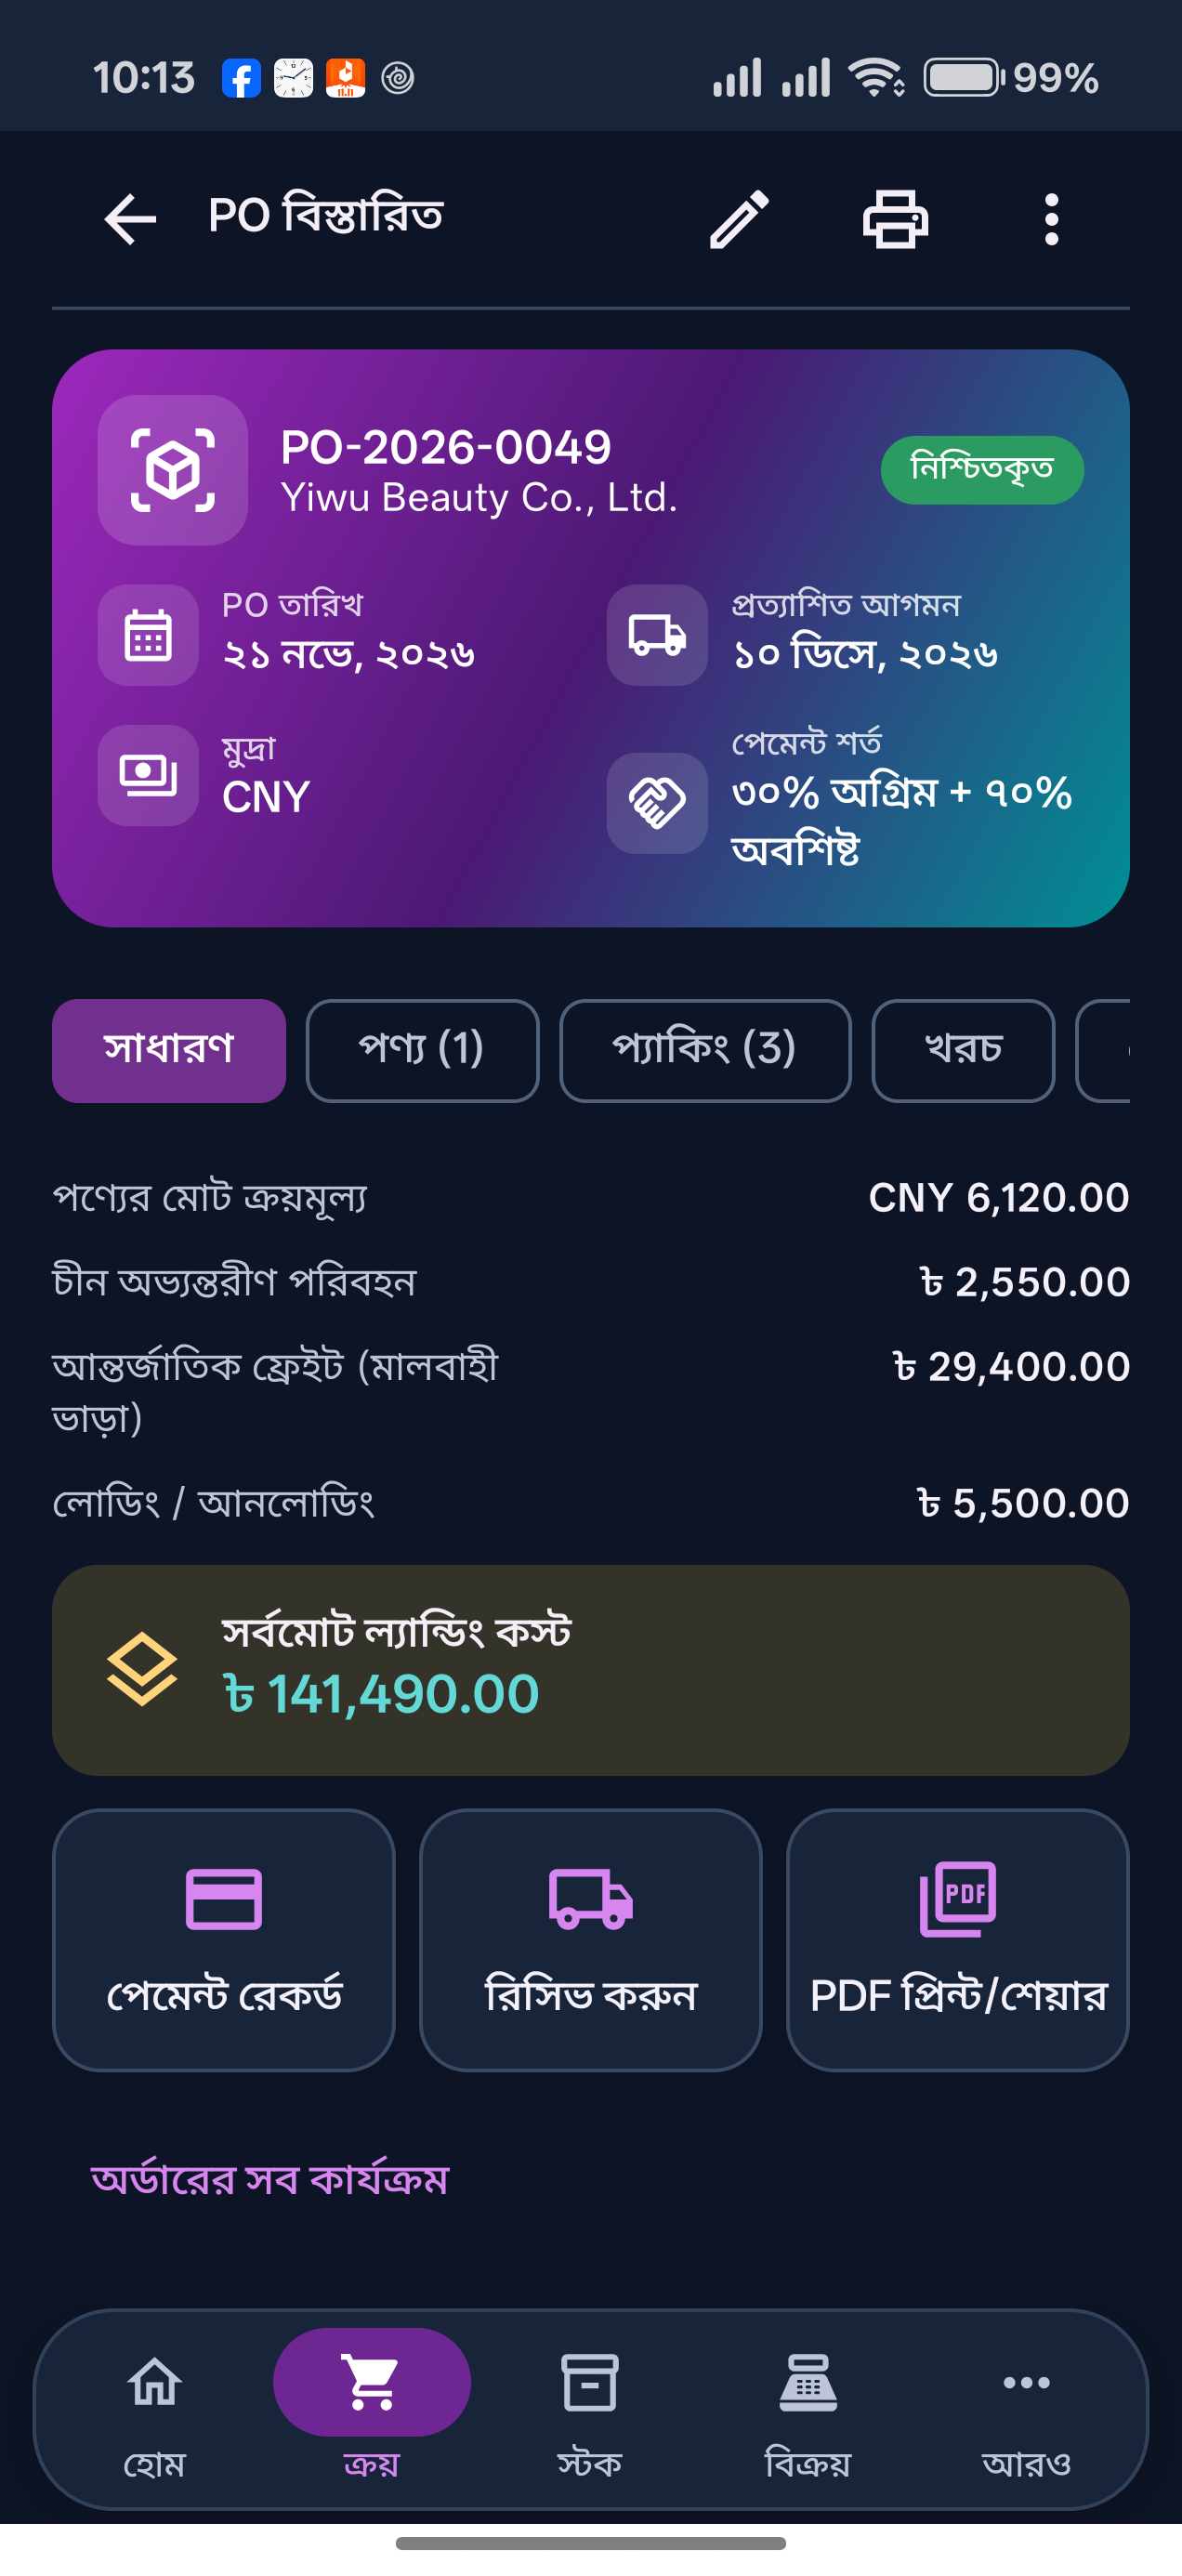 10:13
99%
PO বিস্তারিত
PO-2026-0049
Yiwu Beauty Co., Ltd.
নিশ্চিতকৃত
PO তারিখ
২১ নভে, ২০২৬
প্রত্যাশিত আগমন
১০ ডিসে, ২০২৬
মুদ্রা
CNY
পেমেন্ট শর্ত
৩০% অগ্রিম + ৭০%
অবশিষ্ট
সাধারণ
পণ্য (1)
প্যাকিং (3)
খরচ
পণ্যের মোট ক্রয়মূল্য
CNY 6,120.00
চীন অভ্যন্তরীণ পরিবহন
৳ 2,550.00
আন্তর্জাতিক ফ্রেইট (মালবাহী
ভাড়া)
৳ 29,400.00
লোডিং / আনলোডিং
৳ 5,500.00
সর্বমোট ল্যান্ডিং কস্ট
৳ 141,490.00
পেমেন্ট রেকর্ড
রিসিভ করুন
PDF
PDF প্রিন্ট/শেয়ার
অর্ডারের সব কার্যক্রম
হোম
ক্রয়
স্টক
বিক্রয়
আরও